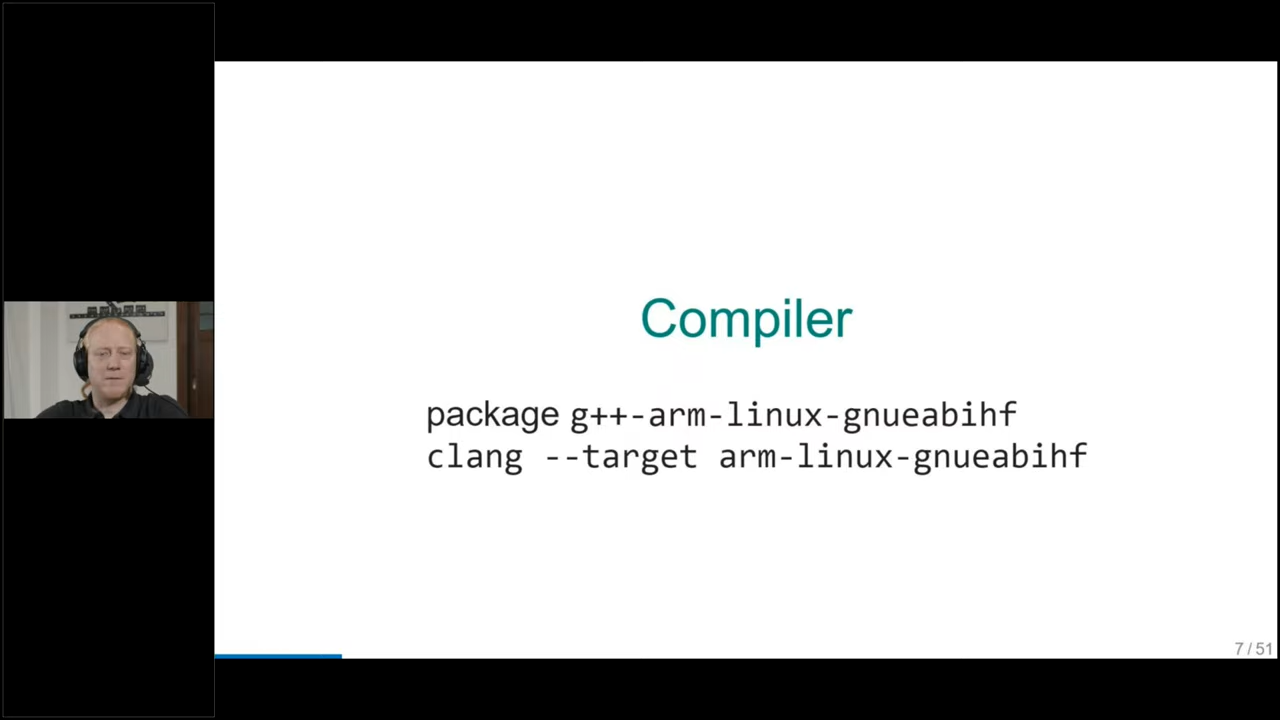 Compiler
package g++-arm-linux-gnueabihf
clang --target arm-linux-gnueabihf
7 / 51